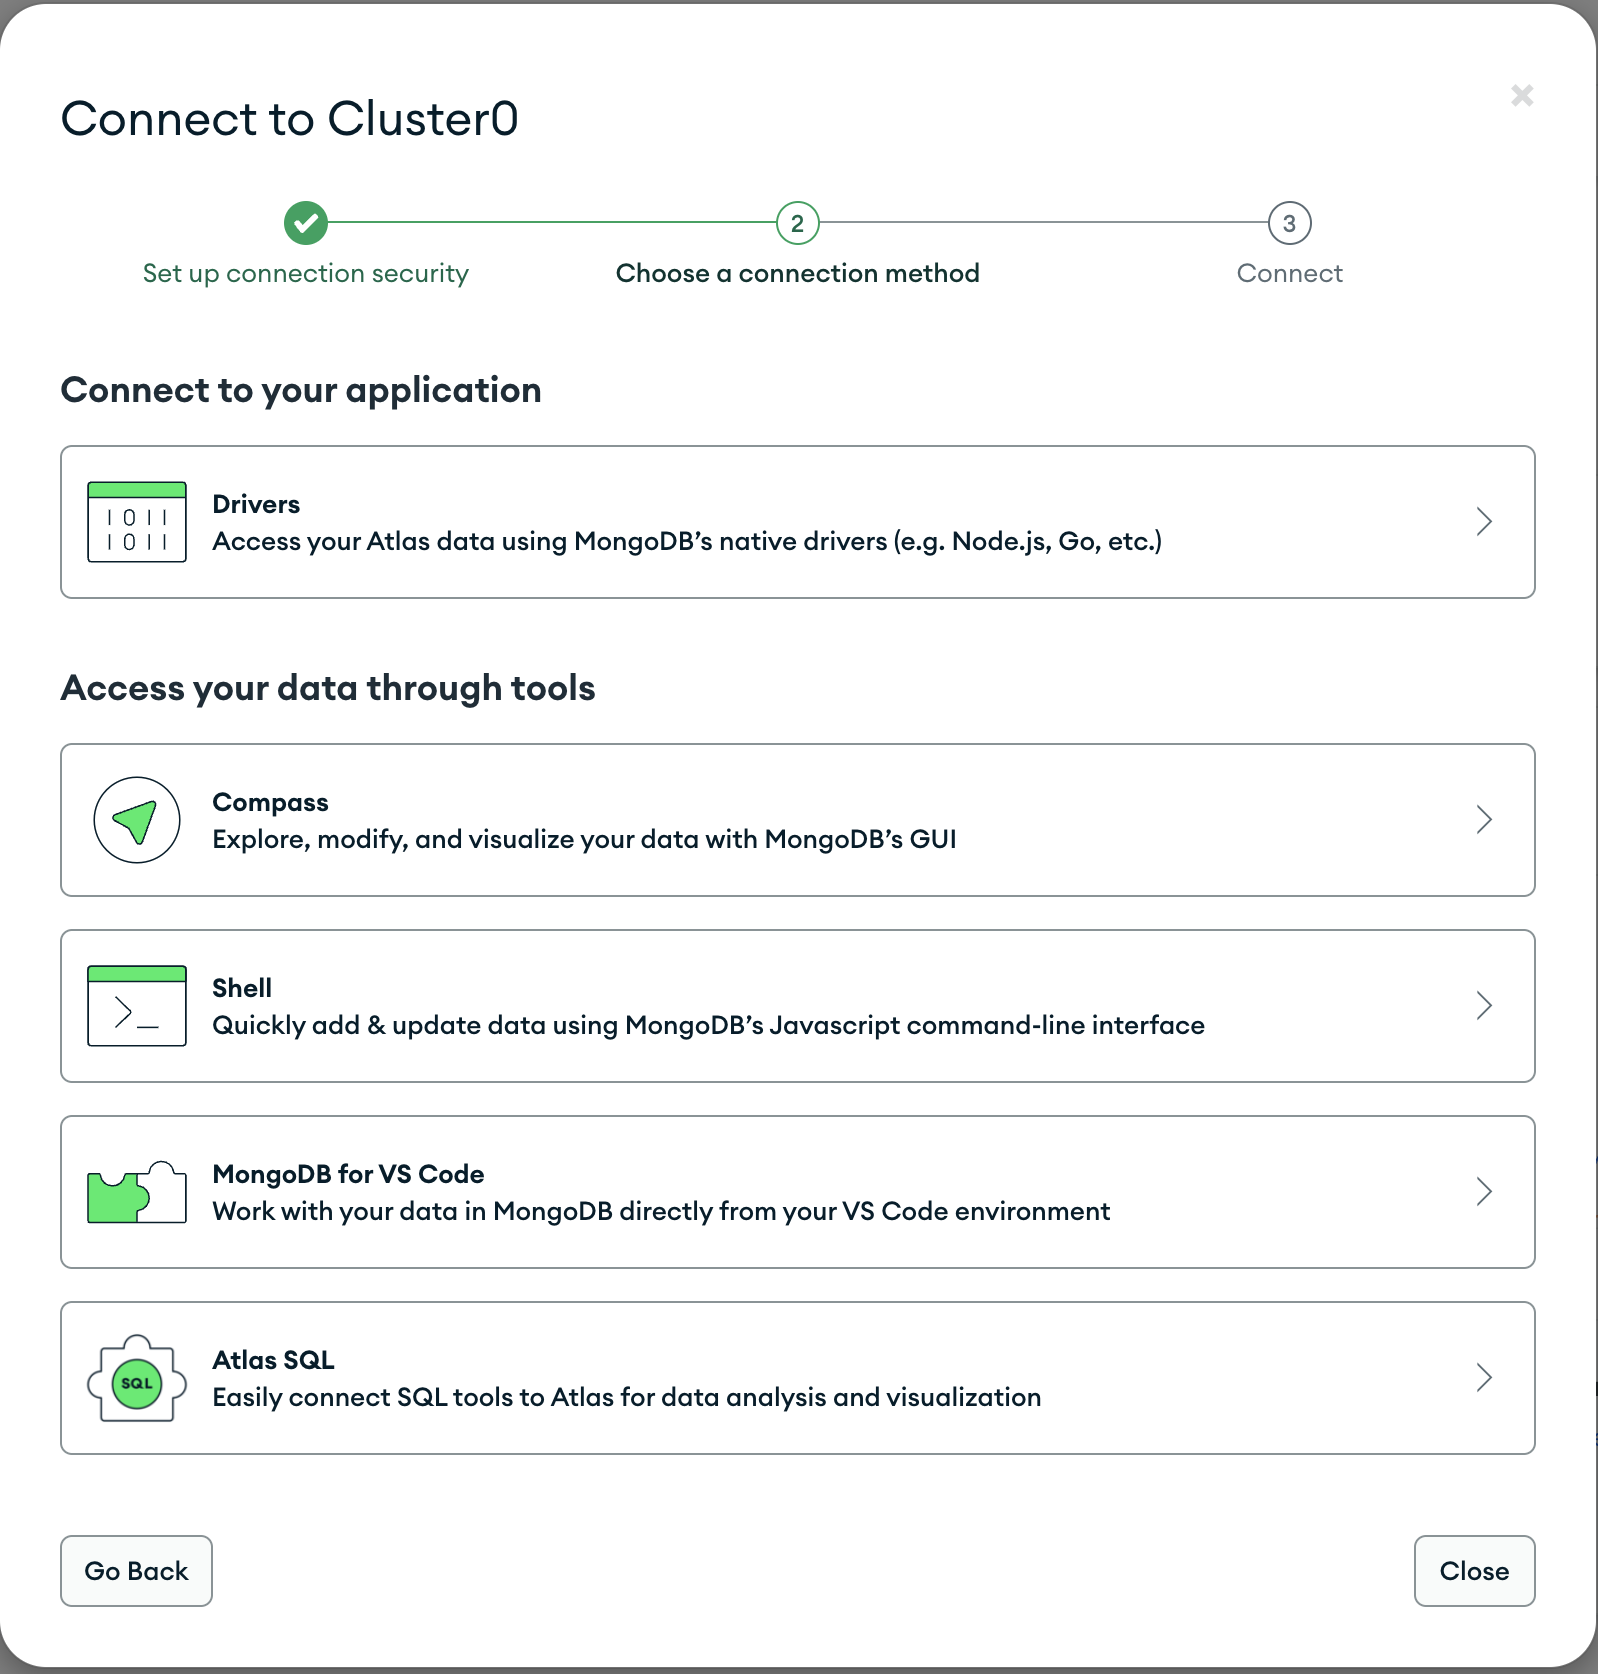 Connect to Cluster0
2
3
Set up connection security
Choose a connection method
Connect
Connect to your application
1011
1011
Drivers
Access your Atlas data using MongoDB’s native drivers (e.g. Node.js, Go, etc.)
Access your data through tools
Compass
Explore, modify, and visualize your data with MongoDB’s GUI
>_
Shell
Quickly add & update data using MongoDB’s Javascript command-line interface
MongoDB for VS Code
Work with your data in MongoDB directly from your VS Code environment
SQL
Atlas SQL
Easily connect SQL tools to Atlas for data analysis and visualization
Go Back
Close